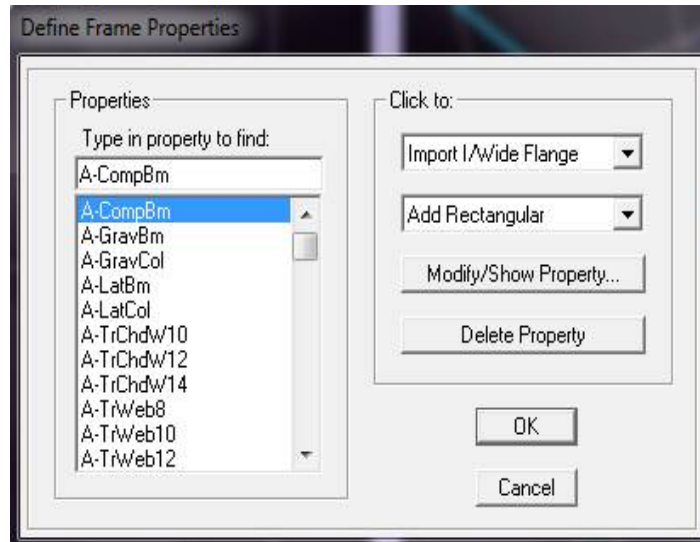 Define Frame Properties
Properties
Type in property to find:
A-CompBm
A-CompBm
A-GravBm
A-GravCol
A-LatBm
A-LatCol
A-TrChdW10
A-TrChdW12
A-TrChdW14
A-TrWeb8
A-TrWeb10
A-TrWeb12
Click to:
Import I/Wide Flange
Add Rectangular
Modify/Show Property...
Delete Property
OK
Cancel